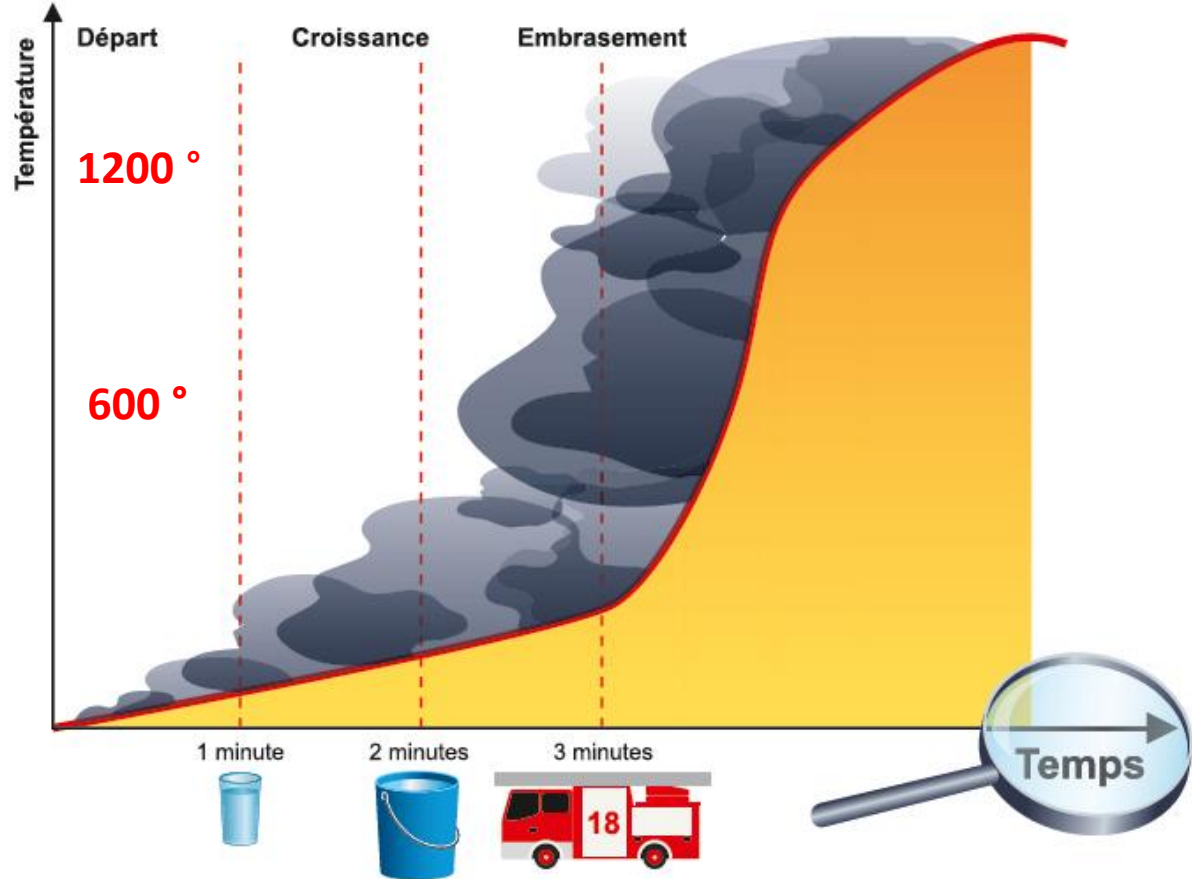 Température
Départ
Croissance
Embrasement
1200 °
600 °
1 minute
2 minutes
3 minutes
18
Temps